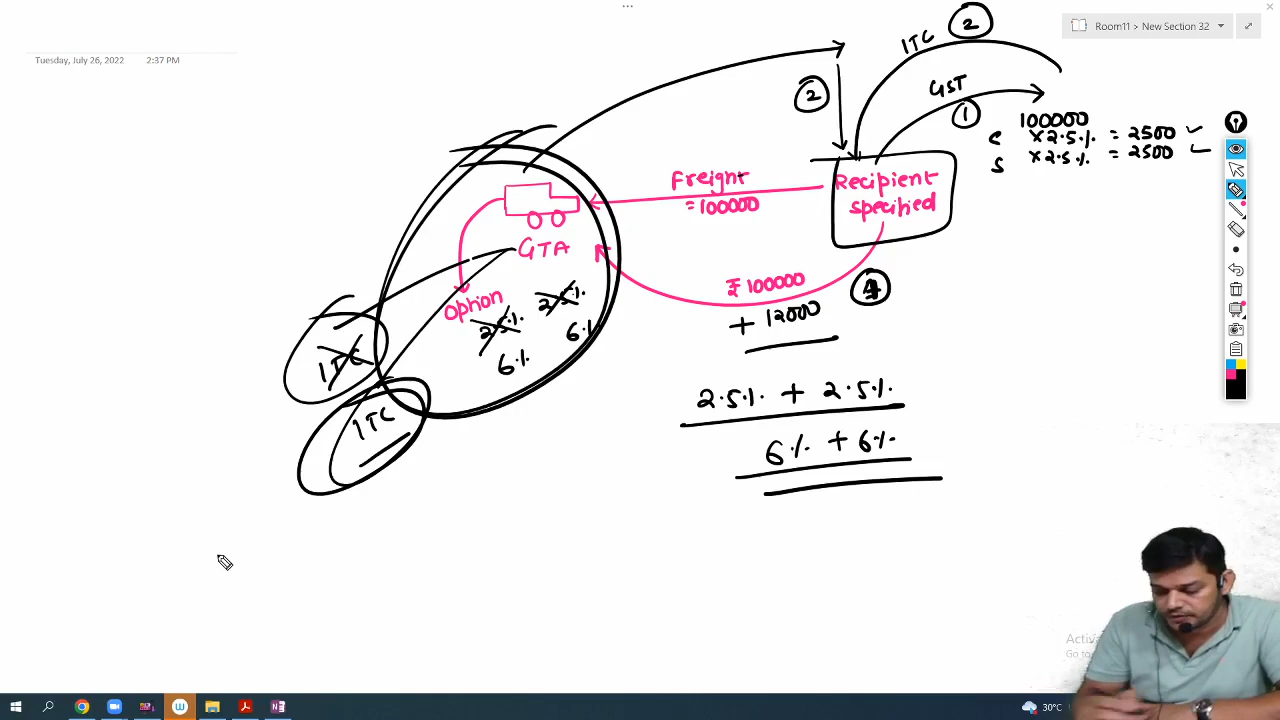 Room11 > New Section 32
Tuesday, July 26, 2022 2:37 PM
ITC
2
2
GST
1
100000
C × 2.5% = 2500 ✓
S × 2.5% = 2500 ✓
Freight
= 100000
Recipient
specified
GTA
₹ 100000
4
+ 12000
option
2.5%
2.5%
6%
6%
ITC
ITC
2.5% + 2.5%
6% + 6%
30°C